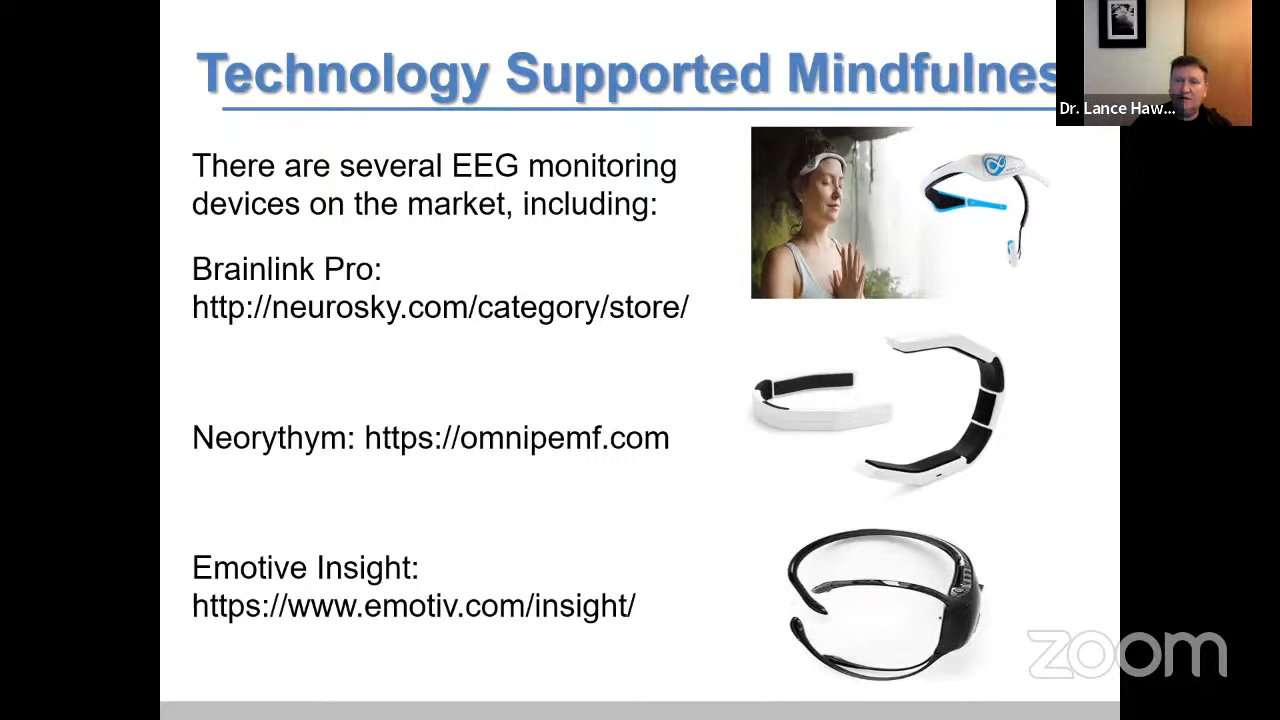 Technology Supported Mindfulnes
Dr. Lance Haw...
There are several EEG monitoring
devices on the market, including:
Brainlink Pro:
http://neurosky.com/category/store/
Neorythym: https://omnipemf.com
Emotive Insight:
https://www.emotiv.com/insight/
zoom